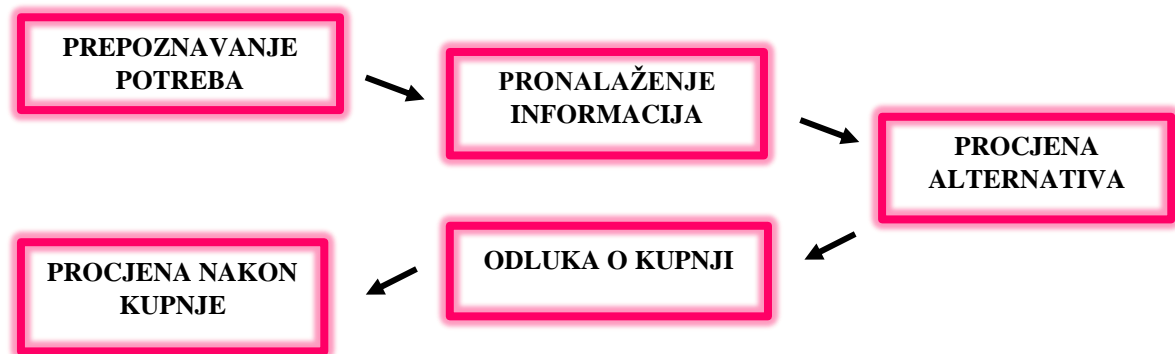 PREPOZNAVANJE
POTREBA
PRONALAŽENJE
INFORMACIJA
PROCJENA
ALTERNATIVA
ODLUKA O KUPNJI
PROCJENA NAKON
KUPNJE